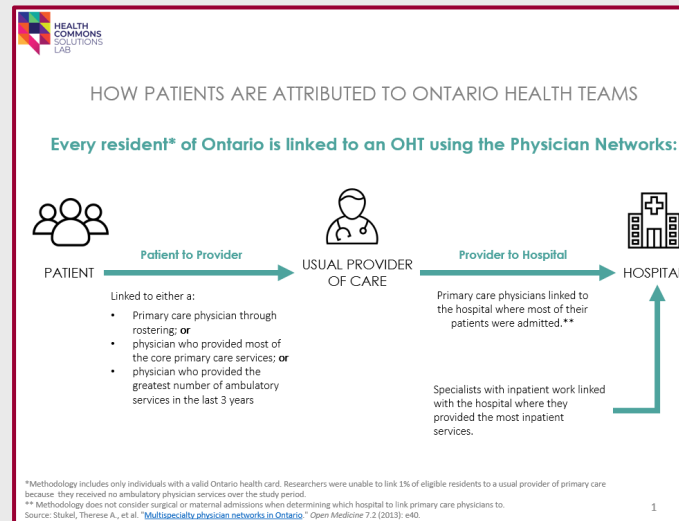 HEALTH
COMMONS
SOLUTIONS
LAB
HOW PATIENTS ARE ATTRIBUTED TO ONTARIO HEALTH TEAMS
Every resident* of Ontario is linked to an OHT using the Physician Networks:
PATIENT
Patient to Provider
Linked to either a:
• Primary care physician through
rostering; or
• physician who provided most of
the core primary care services; or
• physician who provided the
greatest number of ambulatory
services in the last 3 years
USUAL PROVIDER
OF CARE
Provider to Hospital
Primary care physicians linked to
the hospital where most of their
patients were admitted.**
Specialists with inpatient work linked
with the hospital where they
provided the most inpatient
services.
HOSPITAL
*Methodology includes only individuals with a valid Ontario health card. Researchers were unable to link 1% of eligible residents to a usual provider of primary care
because they received no ambulatory physician services over the study period.
** Methodology does not consider surgical or maternal admissions when determining which hospital to link primary care physicians to.
Source: Stukel, Therese A., et al. "Multispecialty physician networks in Ontario." Open Medicine 7.2 (2013): e40.
1